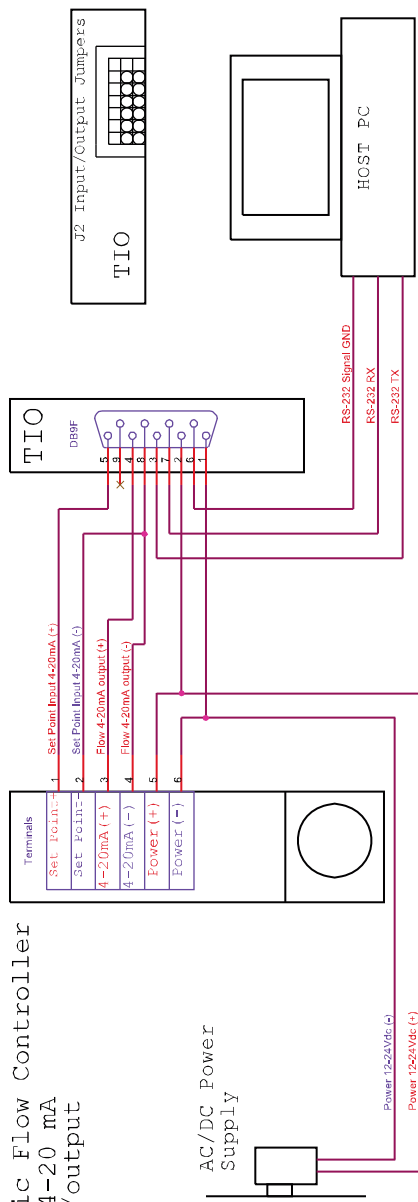 J2 Input/Output Jumpers
TIO
HOST PC
RS-232 Signal GND
RS-232 RX
RS-232 TX
TIO
DB9F
5
9
4
8
3
7
2
6
1
Set Point Input 4-20mA (+)
Set Point Input 4-20mA (-)
Flow 4-20mA output (+)
Flow 4-20mA output (-)
Terminals
Set Point+ 1
Set Point- 2
4-20mA(+) 3
4-20mA(-) 4
Power(+) 5
Power(-) 6
ic Flow Controller
4-20 mA
/output
AC/DC Power
Supply
Power 12-24Vdc (-)
Power 12-24Vdc (+)